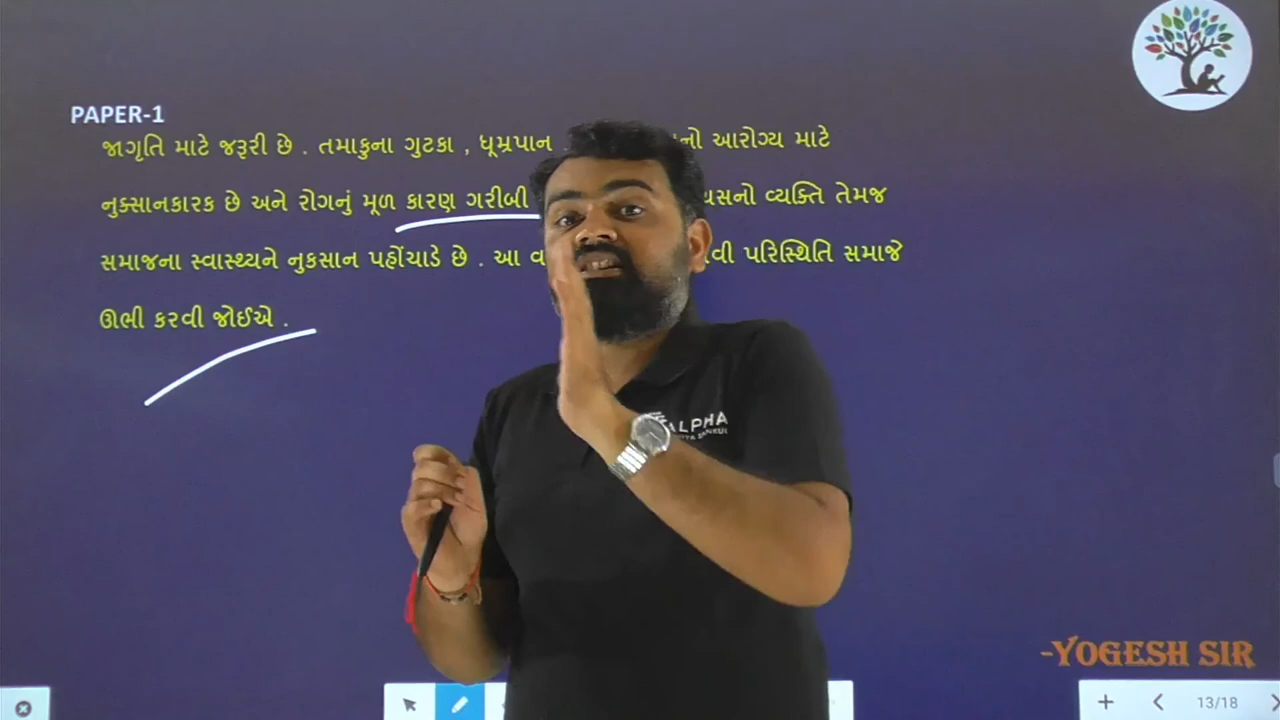 PAPER-1
જાગૃતિ માટે જરૂરી છે . તમાકુના ગુટકા , ધૂમ્રપાન આરોગ્ય માટે
નુક્સાનકારક છે અને રોગનું મૂળ કારણ ગરીબી વ્યક્તિ તેમજ
સમાજના સ્વાસ્થ્યને નુકસાન પહોંચાડે છે . આ પરિસ્થિતિ સમાજે
ઊભી કરવી જોઈએ .
ALPHA
-YOGESH SIR
13/18